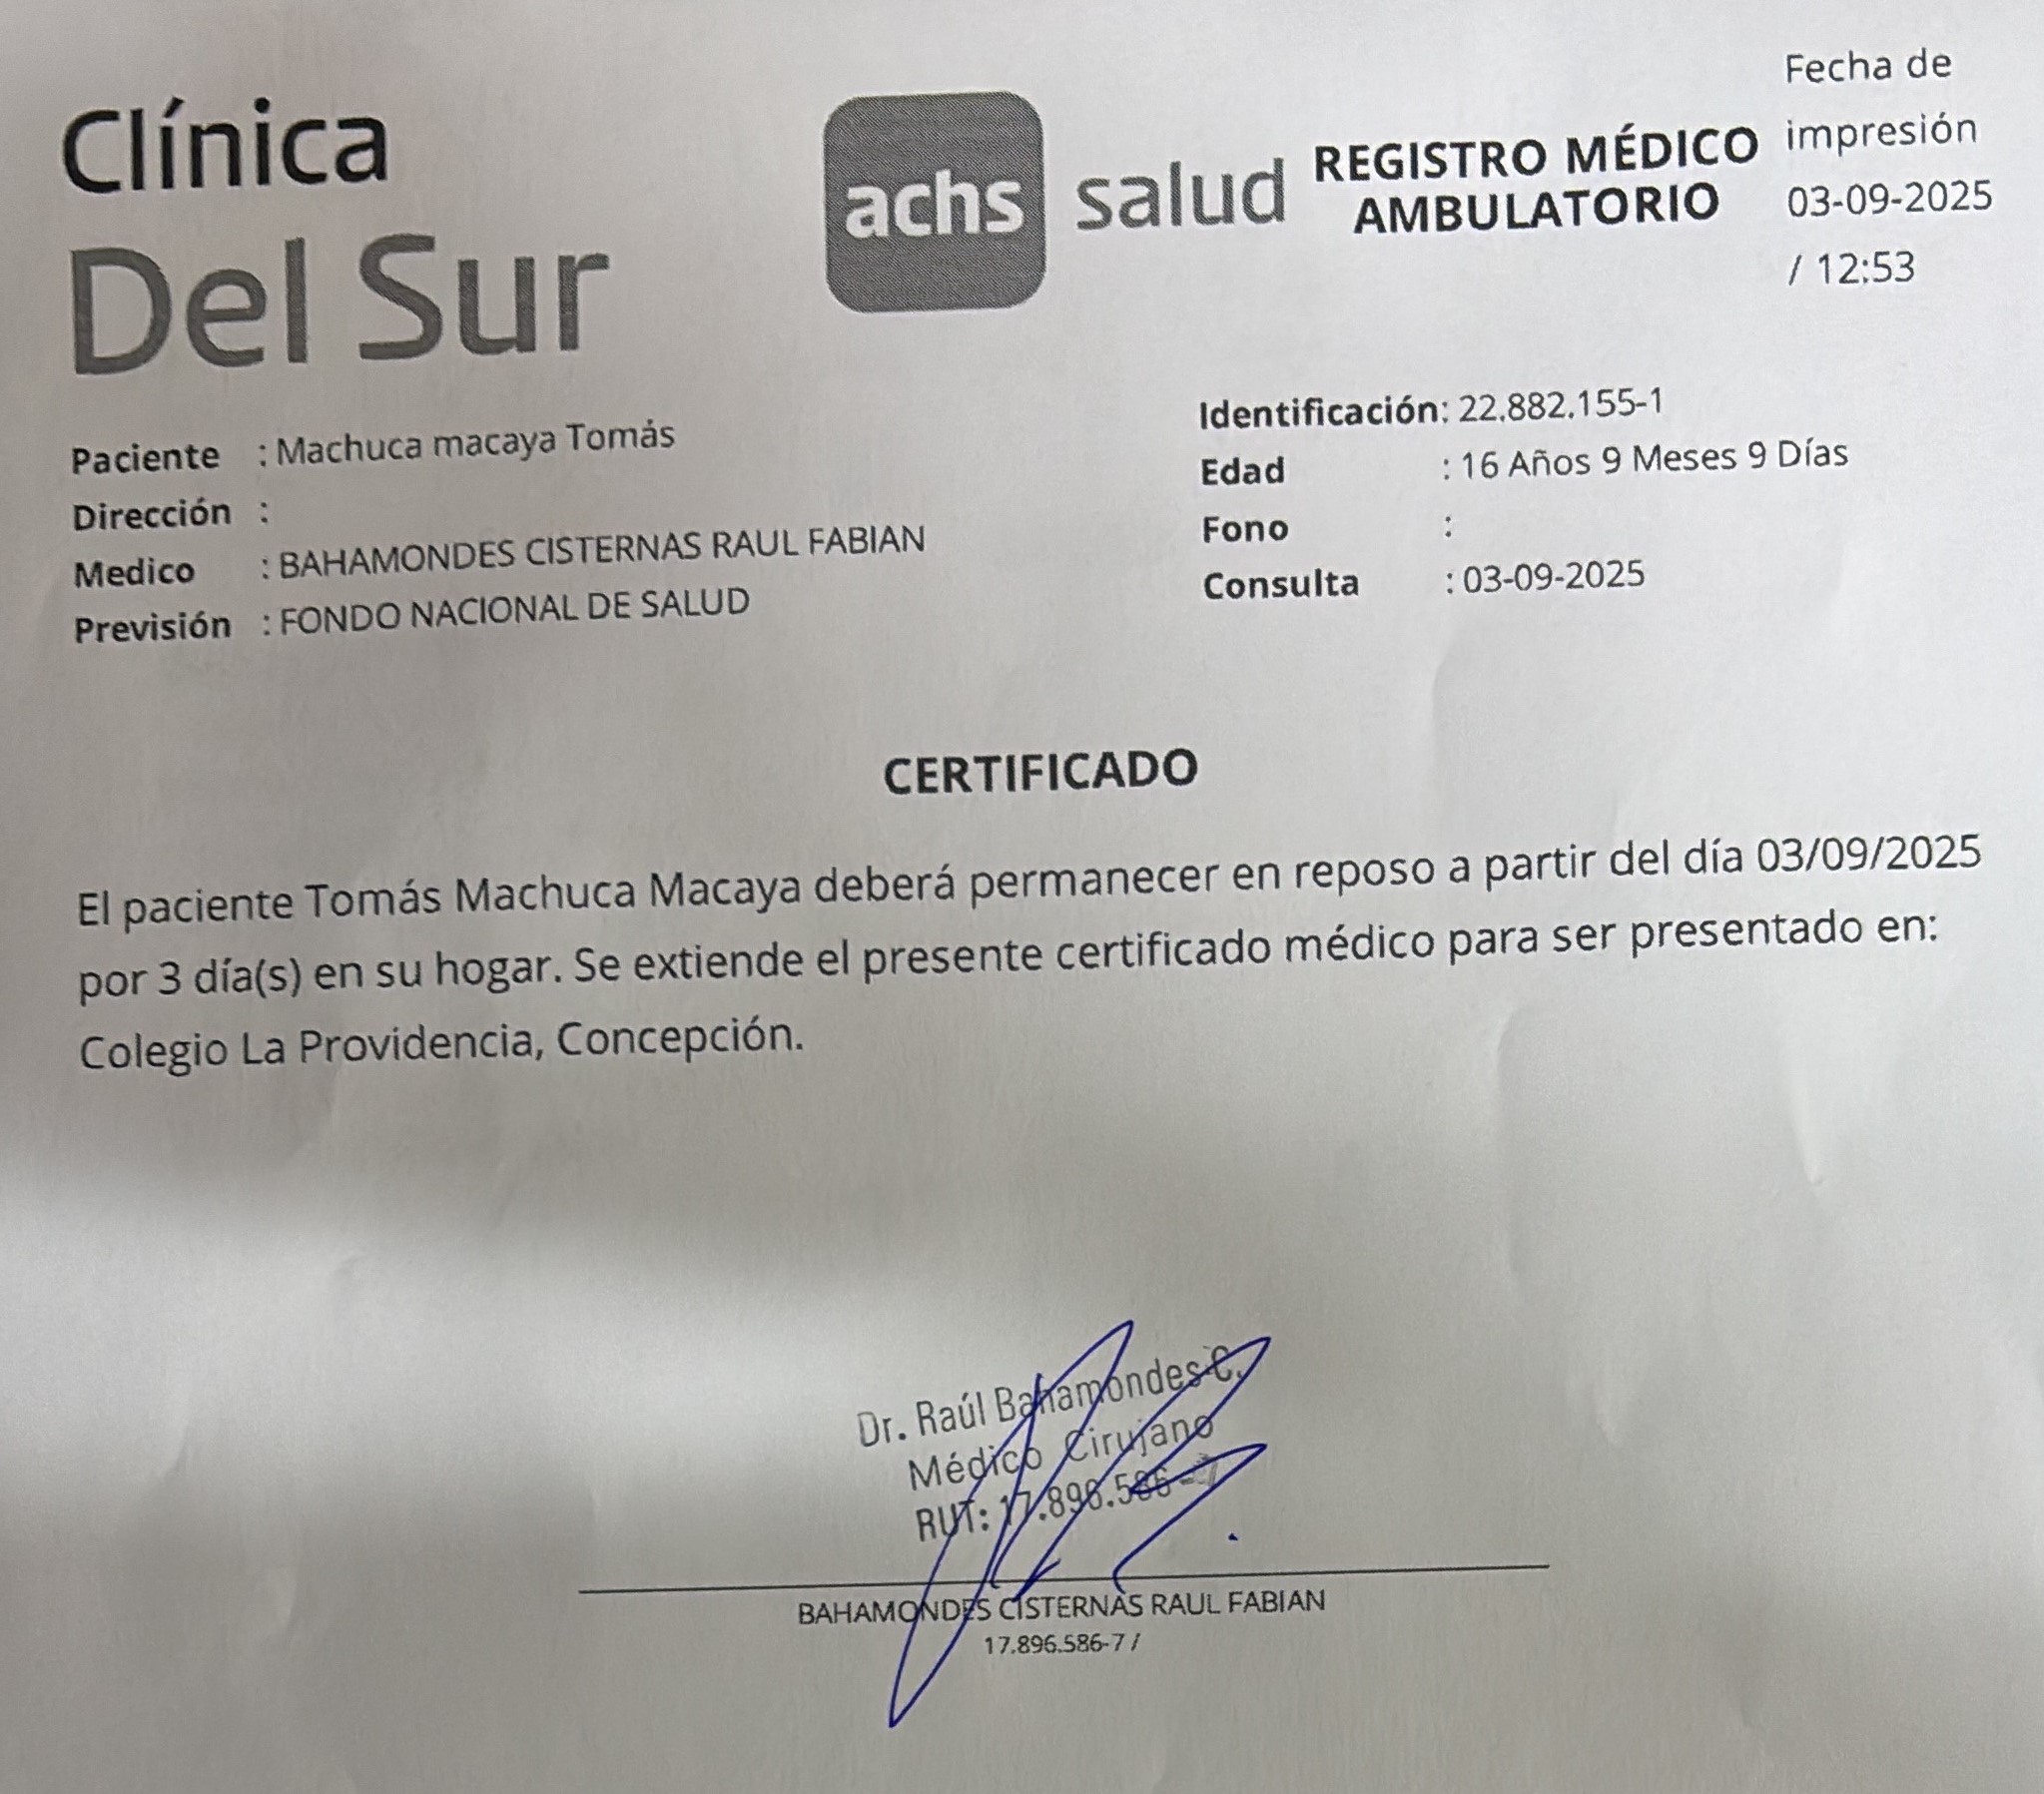 Clínica
Del Sur
achs salud
REGISTRO MÉDICO
AMBULATORIO
Fecha de
impresión
03-09-2025
/ 12:53
Paciente : Machuca macaya Tomás
Dirección :
Medico : BAHAMONDES CISTERNAS RAUL FABIAN
Previsión : FONDO NACIONAL DE SALUD
Identificación: 22.882.155-1
Edad : 16 Años 9 Meses 9 Días
Fono :
Consulta : 03-09-2025
CERTIFICADO
El paciente Tomás Machuca Macaya deberá permanecer en reposo a partir del día 03/09/2025
por 3 día(s) en su hogar. Se extiende el presente certificado médico para ser presentado en:
Colegio La Providencia, Concepción.
Dr. Raúl Bahamondes C.
Médico Cirujano
RUT: 17.896.586-7
BAHAMONDES CISTERNAS RAUL FABIAN
17.896.586-7 /